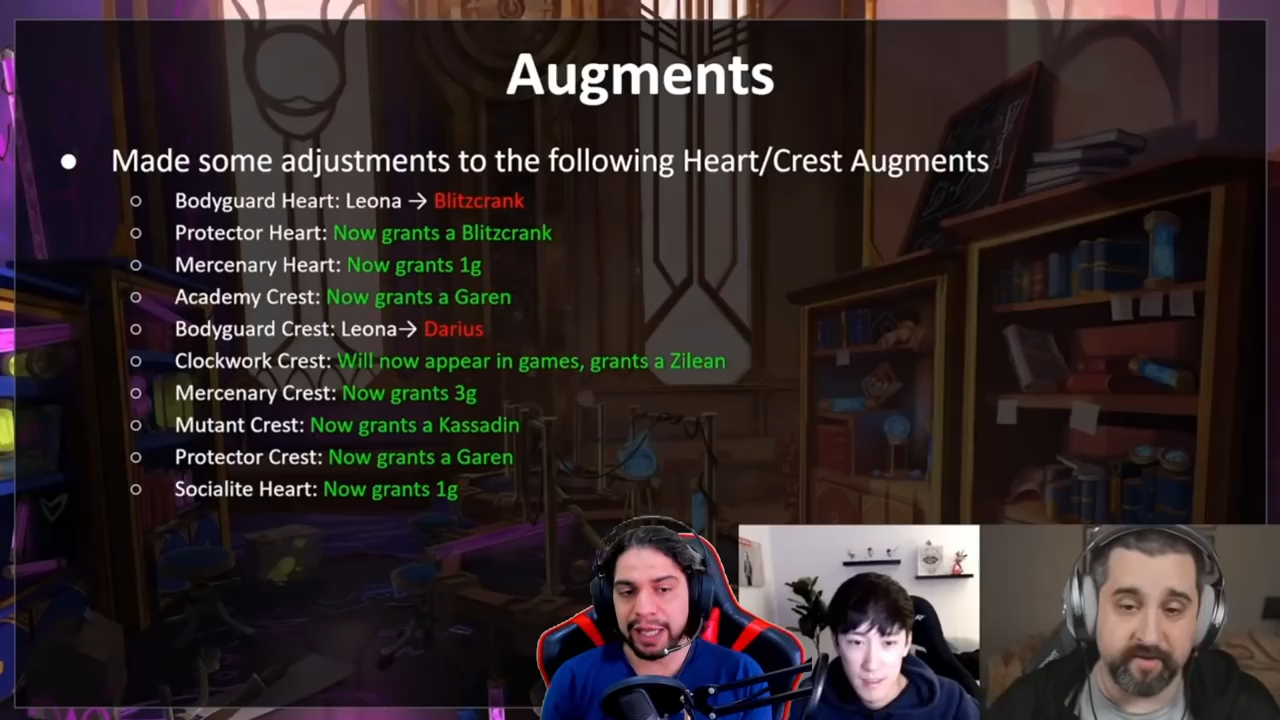 Augments
● Made some adjustments to the following Heart/Crest Augments
○ Bodyguard Heart: Leona → Blitzcrank
○ Protector Heart: Now grants a Blitzcrank
○ Mercenary Heart: Now grants 1g
○ Academy Crest: Now grants a Garen
○ Bodyguard Crest: Leona→ Darius
○ Clockwork Crest: Will now appear in games, grants a Zilean
○ Mercenary Crest: Now grants 3g
○ Mutant Crest: Now grants a Kassadin
○ Protector Crest: Now grants a Garen
○ Socialite Heart: Now grants 1g